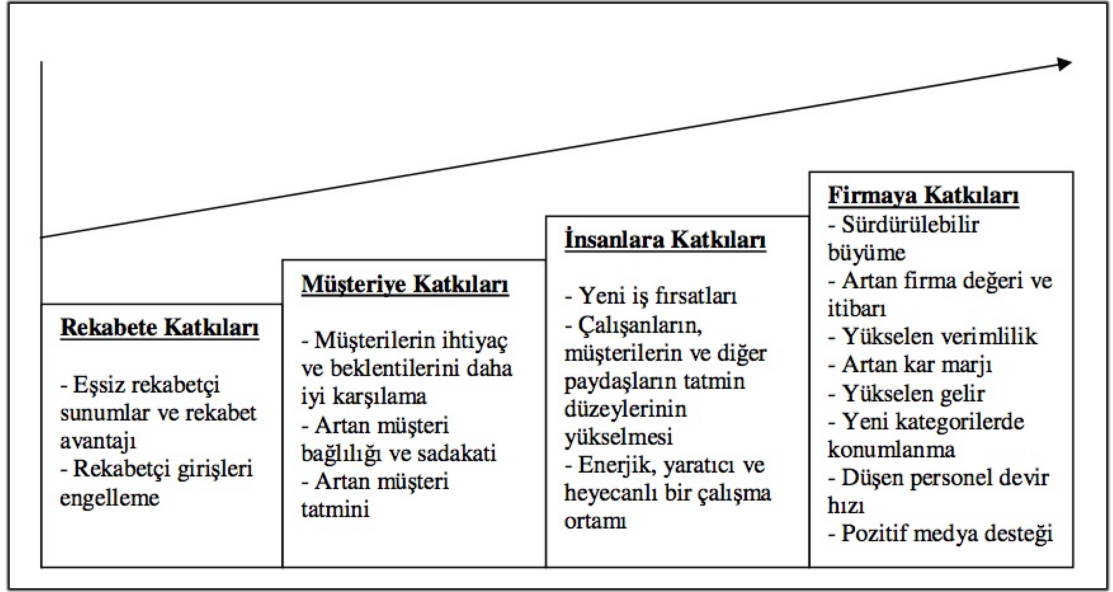 Rekabete Katkıları
- Eşsiz rekabetçi
sunumlar ve rekabet
avantajı
- Rekabetçi girişleri
engelleme
Müşteriye Katkıları
- Müşterilerin ihtiyaç
ve beklentilerini daha
iyi karşılama
- Artan müşteri
bağlılığı ve sadakati
- Artan müşteri
tatmini
İnsanlara Katkıları
- Yeni iş fırsatları
- Çalışanların,
müşterilerin ve diğer
paydaşların tatmin
düzeylerinin
yükselmesi
- Enerjik, yaratıcı ve
heyecanlı bir çalışma
ortamı
Firmaya Katkıları
- Sürdürülebilir
büyüme
- Artan firma değeri ve
itibarı
- Yükselen verimlilik
- Artan kar marjı
- Yükselen gelir
- Yeni kategorilerde
konumlanma
- Düşen personel devir
hızı
- Pozitif medya desteği